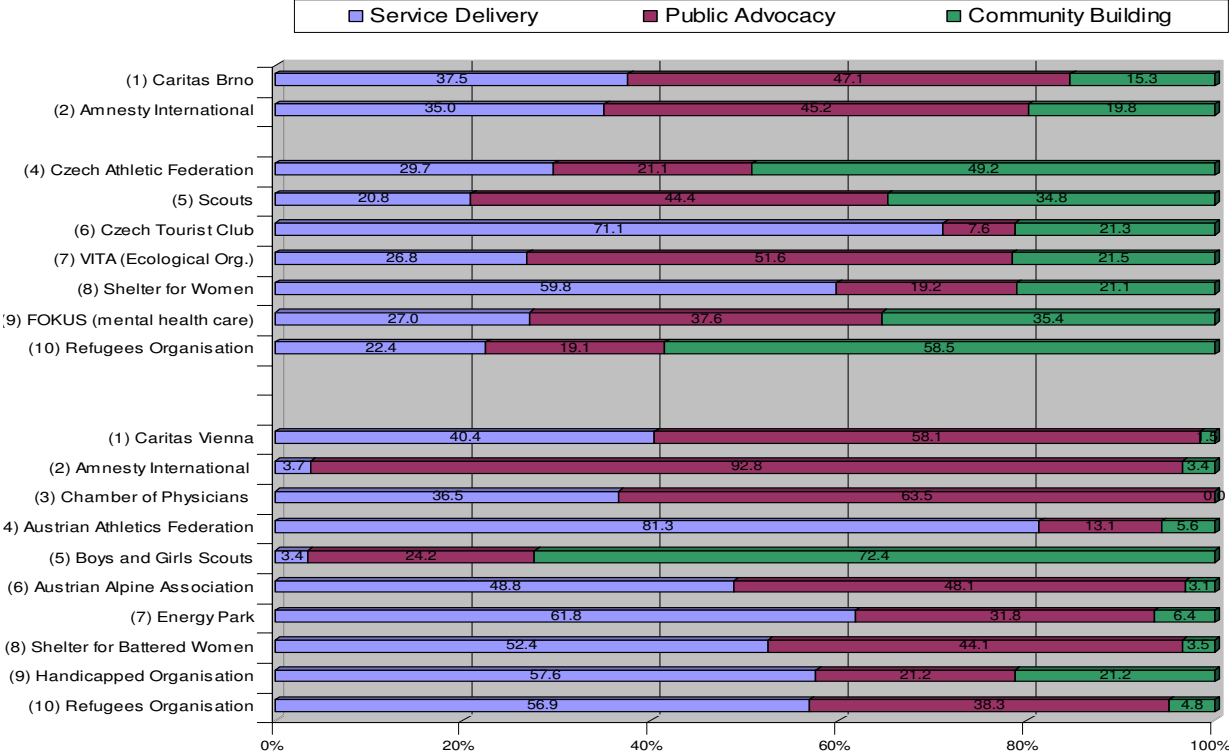 Service Delivery Public Advocacy Community Building
(1) Caritas Brno 37.5 47.1 15.3
(2) Amnesty International 35.0 45.2 19.8
(4) Czech Athletic Federation 29.7 21.1 49.2
(5) Scouts 20.8 44.4 34.8
(6) Czech Tourist Club 71.1 7.6 21.3
(7) VITA (Ecological Org.) 26.8 51.6 21.5
(8) Shelter for Women 59.8 19.2 21.1
(9) FOKUS (mental health care) 27.0 37.6 35.4
(10) Refugees Organisation 22.4 19.1 58.5
(1) Caritas Vienna 40.4 58.1 1.5
(2) Amnesty International 3.7 92.8 3.4
(3) Chamber of Physicians 36.5 63.5 0.0
4) Austrian Athletics Federation 81.3 13.1 5.6
(5) Boys and Girls Scouts 3.4 24.2 72.4
(6) Austrian Alpine Association 48.8 48.1 3.1
(7) Energy Park 61.8 31.8 6.4
(8) Shelter for Battered Women 52.4 44.1 3.5
(9) Handicapped Organisation 57.6 21.2 21.2
(10) Refugees Organisation 56.9 38.3 4.8
0% 20% 40% 60% 80% 100%